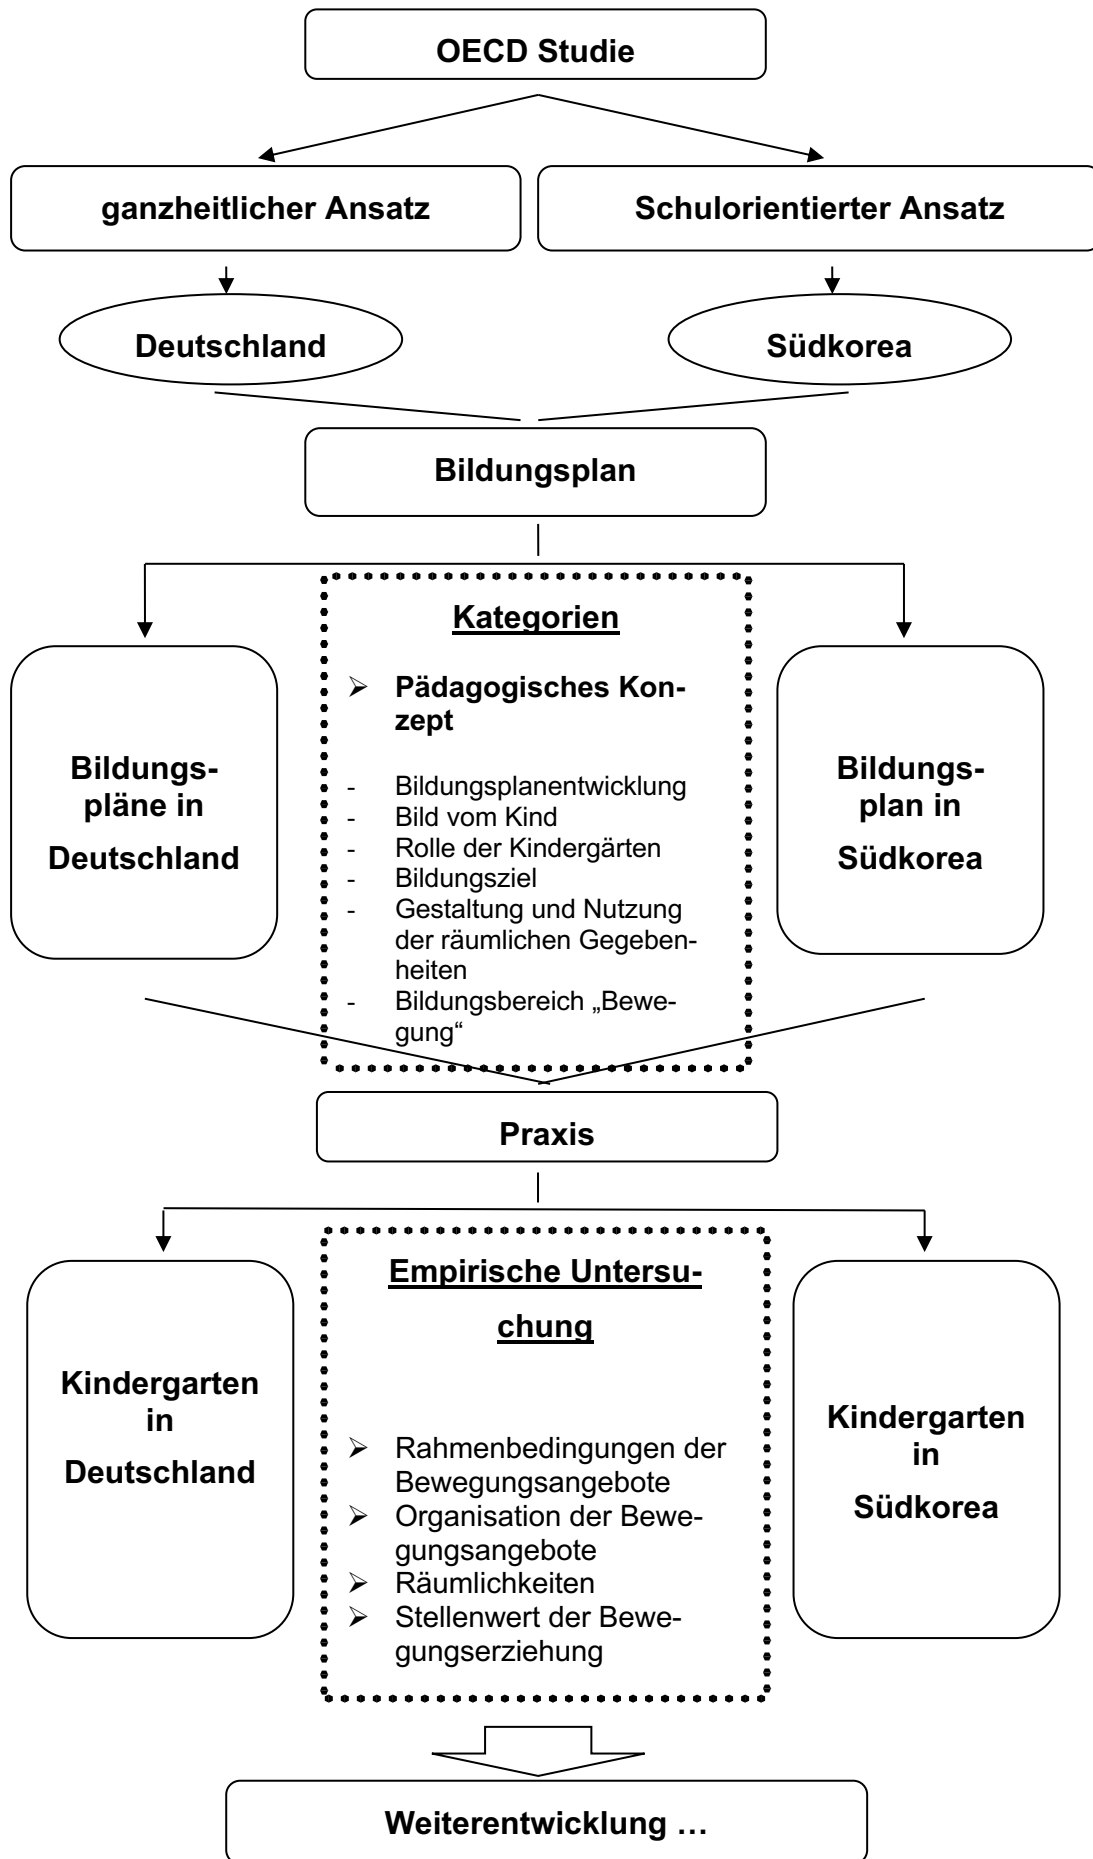 OECD Studie
ganzheitlicher Ansatz
Schulorientierter Ansatz
Deutschland
Südkorea
Bildungsplan
Bildungs-
pläne in
Deutschland
Kategorien
➢ Pädagogisches Kon-
zept
- Bildungsplanentwicklung
- Bild vom Kind
- Rolle der Kindergärten
- Bildungsziel
- Gestaltung und Nutzung
der räumlichen Gegeben-
heiten
- Bildungsbereich „Bewe-
gung“
Bildungs-
plan in
Südkorea
Praxis
Kindergarten
in
Deutschland
Empirische Untersu-
chung
➢ Rahmenbedingungen der
Bewegungsangebote
➢ Organisation der Bewe-
gungsangebote
➢ Räumlichkeiten
➢ Stellenwert der Bewe-
gungserziehung
Kindergarten
in
Südkorea
Weiterentwicklung …